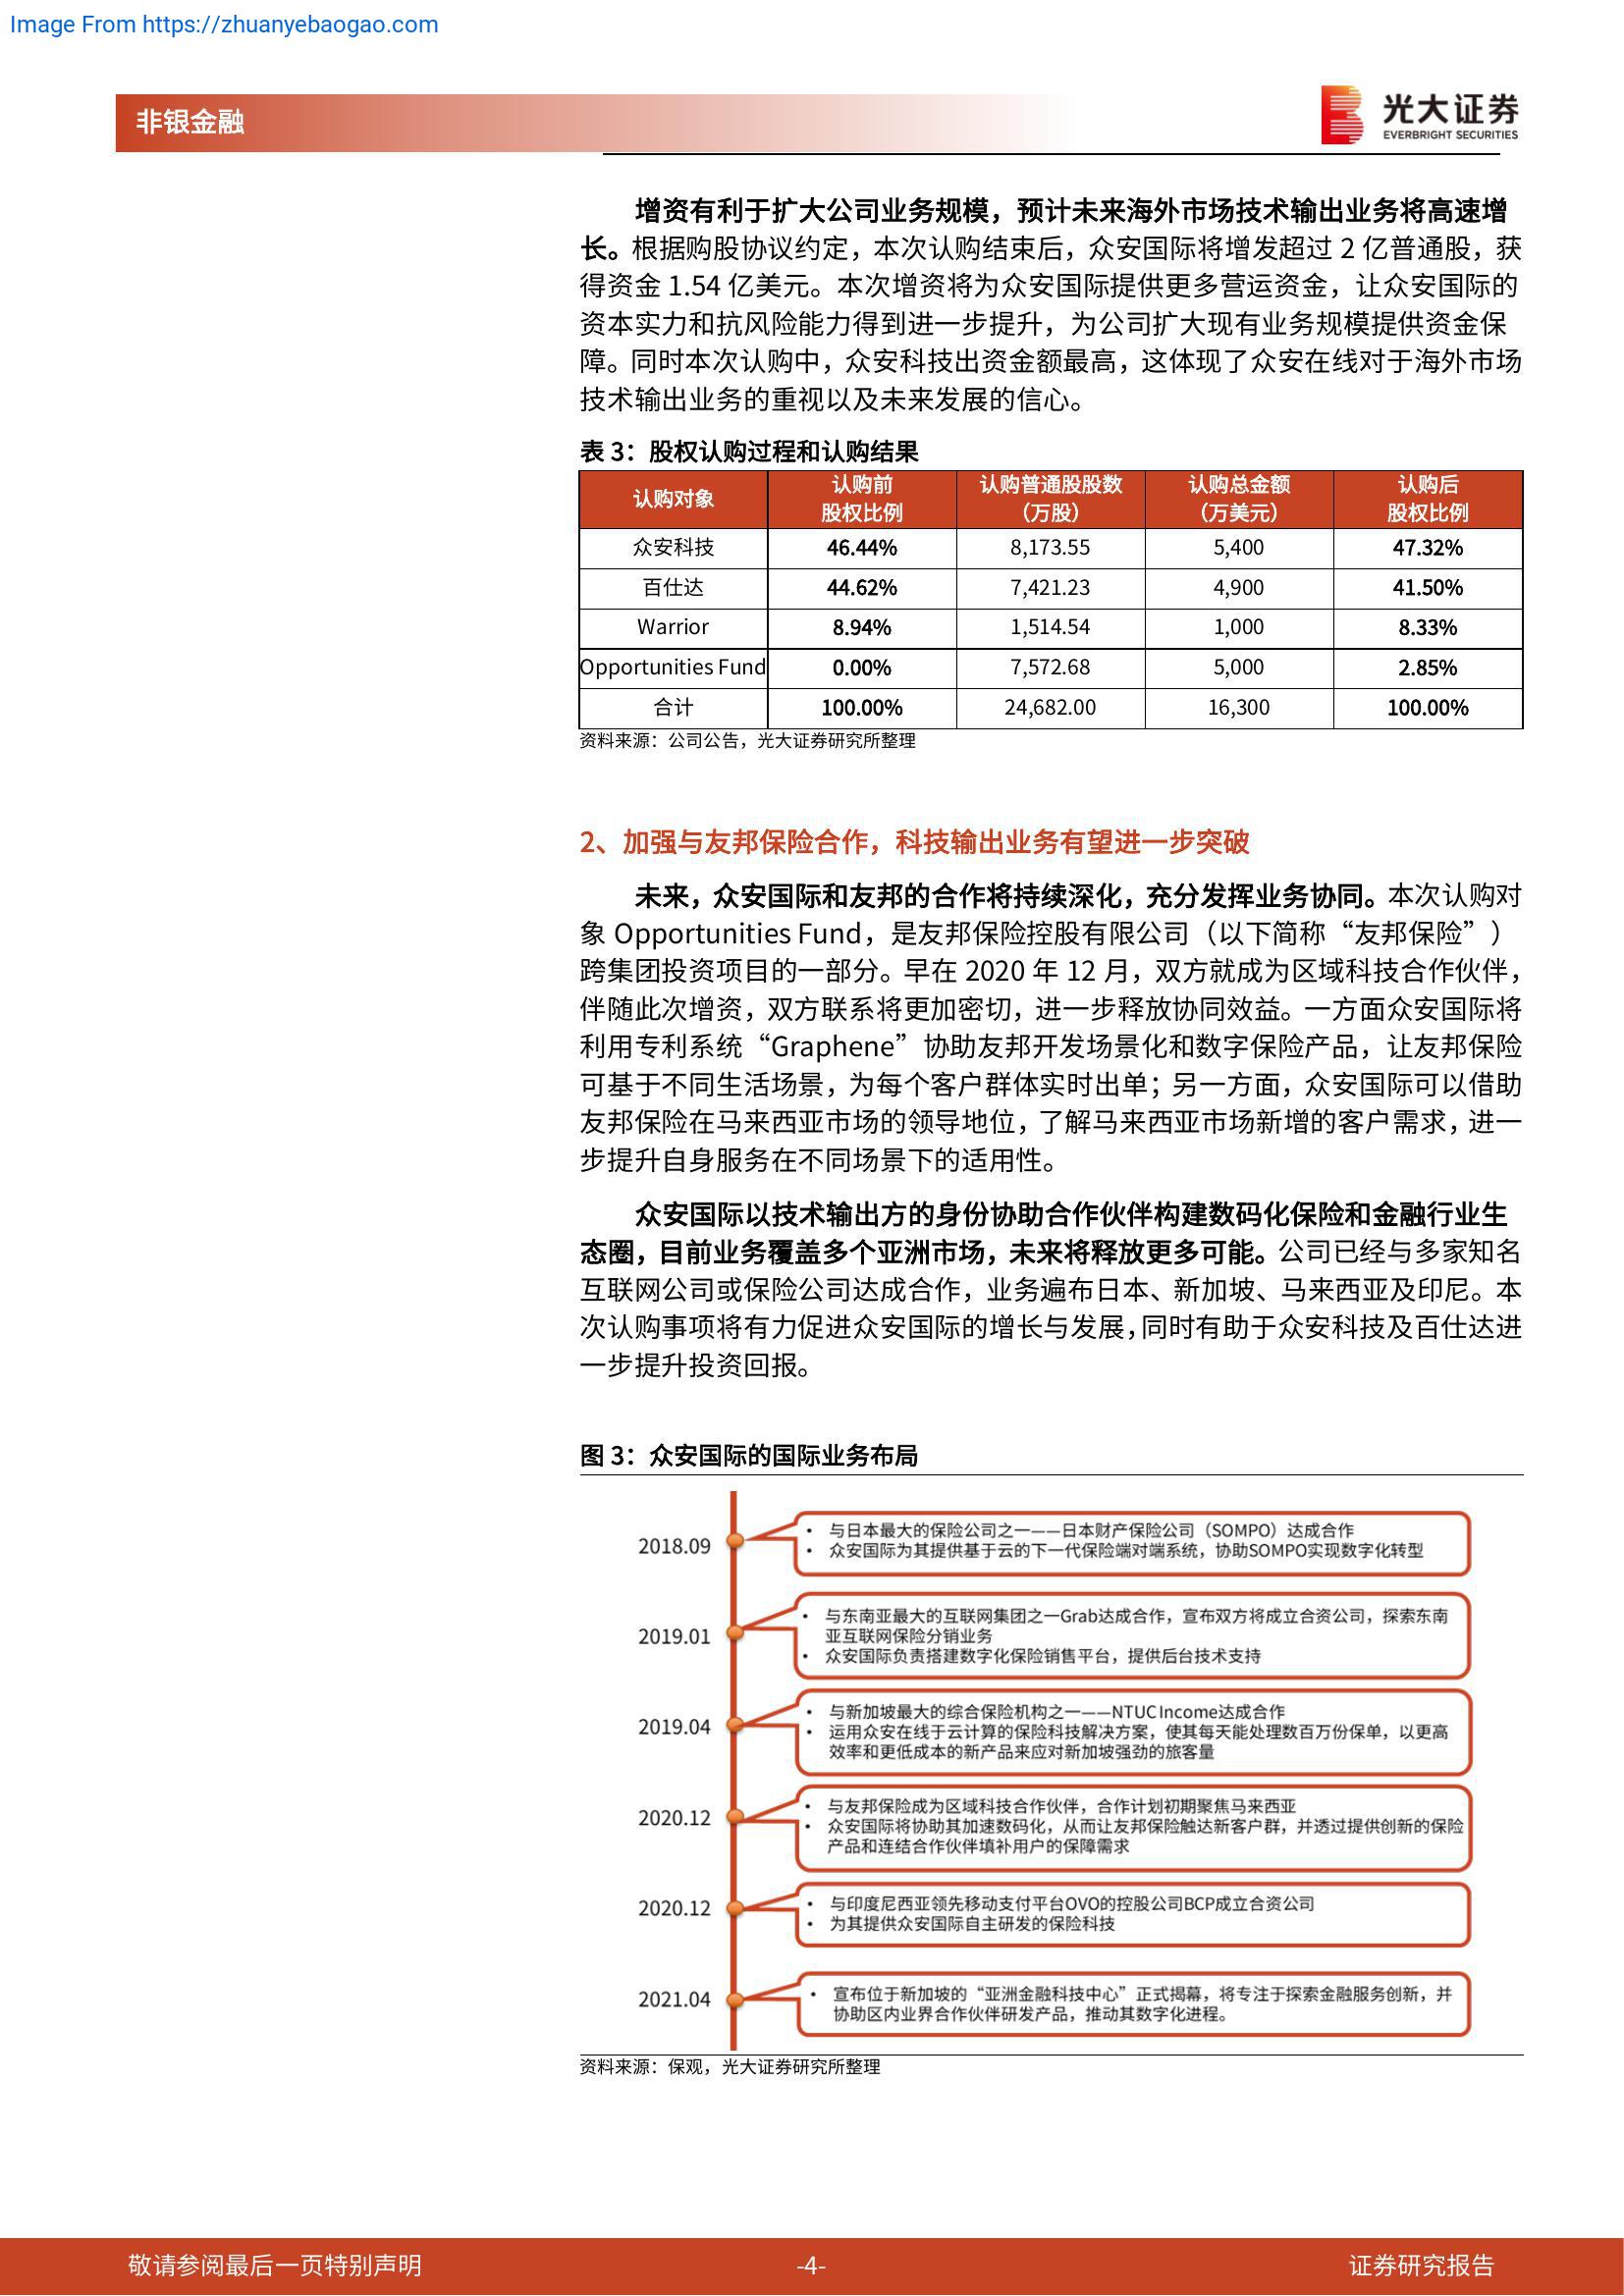 Image From https://zhuanyebaogao.com
非银金融
光大证券
EVERBRIGHT SECURITIES
增资有利于扩大公司业务规模，预计未来海外市场技术输出业务将高速增
长。根据购股协议约定，本次认购结束后，众安国际将增发超过 2 亿普通股，获
得资金 1.54 亿美元。本次增资将为众安国际提供更多营运资金，让众安国际的
资本实力和抗风险能力得到进一步提升，为公司扩大现有业务规模提供资金保
障。同时本次认购中，众安科技出资金额最高，这体现了众安在线对于海外市场
技术输出业务的重视以及未来发展的信心。
表 3：股权认购过程和认购结果
认购对象 认购前 认购普通股股数 认购总金额 认购后
股权比例 （万股） （万美元） 股权比例
众安科技 46.44% 8,173.55 5,400 47.32%
百仕达 44.62% 7,421.23 4,900 41.50%
Warrior 8.94% 1,514.54 1,000 8.33%
Opportunities Fund 0.00% 7,572.68 5,000 2.85%
合计 100.00% 24,682.00 16,300 100.00%
资料来源：公司公告，光大证券研究所整理
2、加强与友邦保险合作，科技输出业务有望进一步突破
未来，众安国际和友邦的合作将持续深化，充分发挥业务协同。本次认购对
象 Opportunities Fund，是友邦保险控股有限公司（以下简称“友邦保险”）
跨集团投资项目的一部分。早在 2020 年 12 月，双方就成为区域科技合作伙伴，
伴随此次增资，双方联系将更加密切，进一步释放协同效益。一方面众安国际将
利用专利系统“Graphene”协助友邦开发场景化和数字保险产品，让友邦保险
可基于不同生活场景，为每个客户群体实时出单；另一方面，众安国际可以借助
友邦保险在马来西亚市场的领导地位，了解马来西亚市场新增的客户需求，进一
步提升自身服务在不同场景下的适用性。
众安国际以技术输出方的身份协助合作伙伴构建数码化保险和金融行业生
态圈，目前业务覆盖多个亚洲市场，未来将释放更多可能。公司已经与多家知名
互联网公司或保险公司达成合作，业务遍布日本、新加坡、马来西亚及印尼。本
次认购事项将有力促进众安国际的增长与发展，同时有助于众安科技及百仕达进
一步提升投资回报。
图 3：众安国际的国际业务布局
2018.09
• 与日本最大的保险公司之一——日本财产保险公司（SOMPO）达成合作
• 众安国际为其提供基于云的下一代保险端对端系统，协助SOMPO实现数字化转型
2019.01
• 与东南亚最大的互联网集团之一Grab达成合作，宣布双方将成立合资公司，探索东南
亚互联网保险分销业务
• 众安国际负责搭建数字化保险销售平台，提供后台技术支持
2019.04
• 与新加坡最大的综合保险机构之一——NTUC Income达成合作
• 运用众安在线于云计算的保险科技解决方案，使其每天能处理数百万份保单，以更高
效率和更低成本的新产品来应对新加坡强劲的旅客量
2020.12
• 与友邦保险成为区域科技合作伙伴，合作计划初期聚焦马来西亚
• 众安国际将协助其加速数码化，从而让友邦保险触达新客户群，并透过提供创新的保险
产品和连结合作伙伴填补用户的保障需求
2020.12
• 与印度尼西亚领先移动支付平台OVO的控股公司BCP成立合资公司
• 为其提供众安国际自主研发的保险科技
2021.04
• 宣布位于新加坡的“亚洲金融科技中心”正式揭幕，将专注于探索金融服务创新，并
协助区内业界合作伙伴研发产品，推动其数字化进程。
资料来源：保观，光大证券研究所整理
敬请参阅最后一页特别声明 -4- 证券研究报告